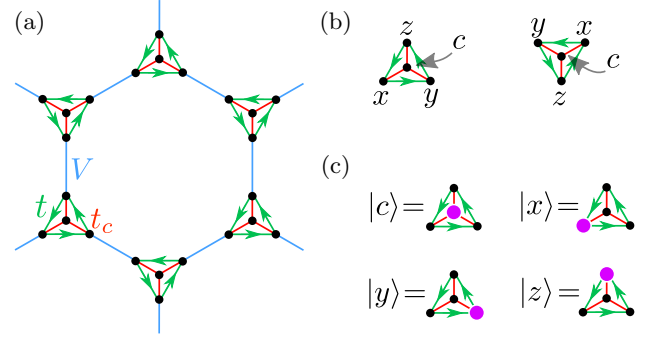 (a)
V
t
t_c
(b)
z
c
x
y
y
x
c
z
(c)
|c⟩=
|x⟩=
|y⟩=
|z⟩=